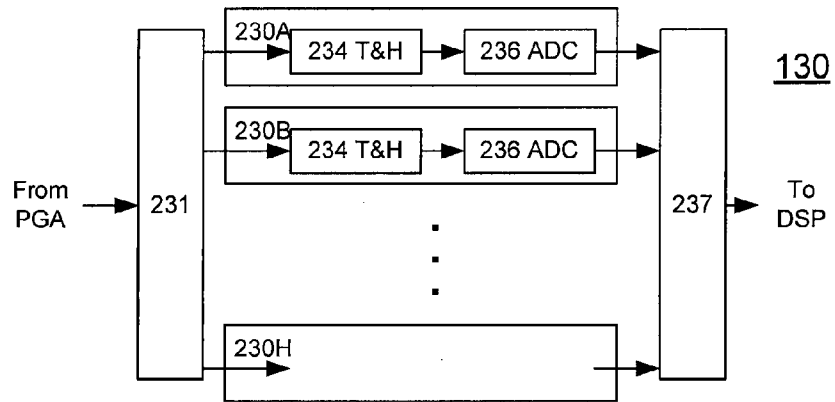 230A
234 T&H
236 ADC
130
230B
234 T&H
236 ADC
From
PGA
231
237
To
DSP
230H